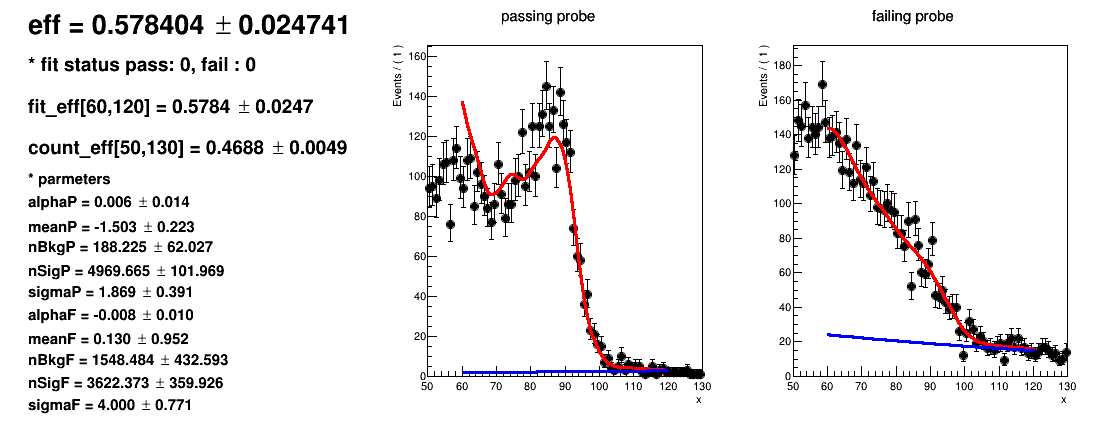 eff = 0.578404 ± 0.024741
* fit status pass: 0, fail : 0
fit_eff[60,120] = 0.5784 ± 0.0247
count_eff[50,130] = 0.4688 ± 0.0049
* parmeters
alphaP = 0.006 ± 0.014
meanP = -1.503 ± 0.223
nBkgP = 188.225 ± 62.027
nSigP = 4969.665 ± 101.969
sigmaP = 1.869 ± 0.391
alphaF = -0.008 ± 0.010
meanF = 0.130 ± 0.952
nBkgF = 1548.484 ± 432.593
nSigF = 3622.373 ± 359.926
sigmaF = 4.000 ± 0.771
passing probe
Events / ( 1 )
160
140
120
100
80
60
40
20
0
50 60 70 80 90 100 110 120 130
x
failing probe
Events / ( 1 )
180
160
140
120
100
80
60
40
20
0
50 60 70 80 90 100 110 120 130
x